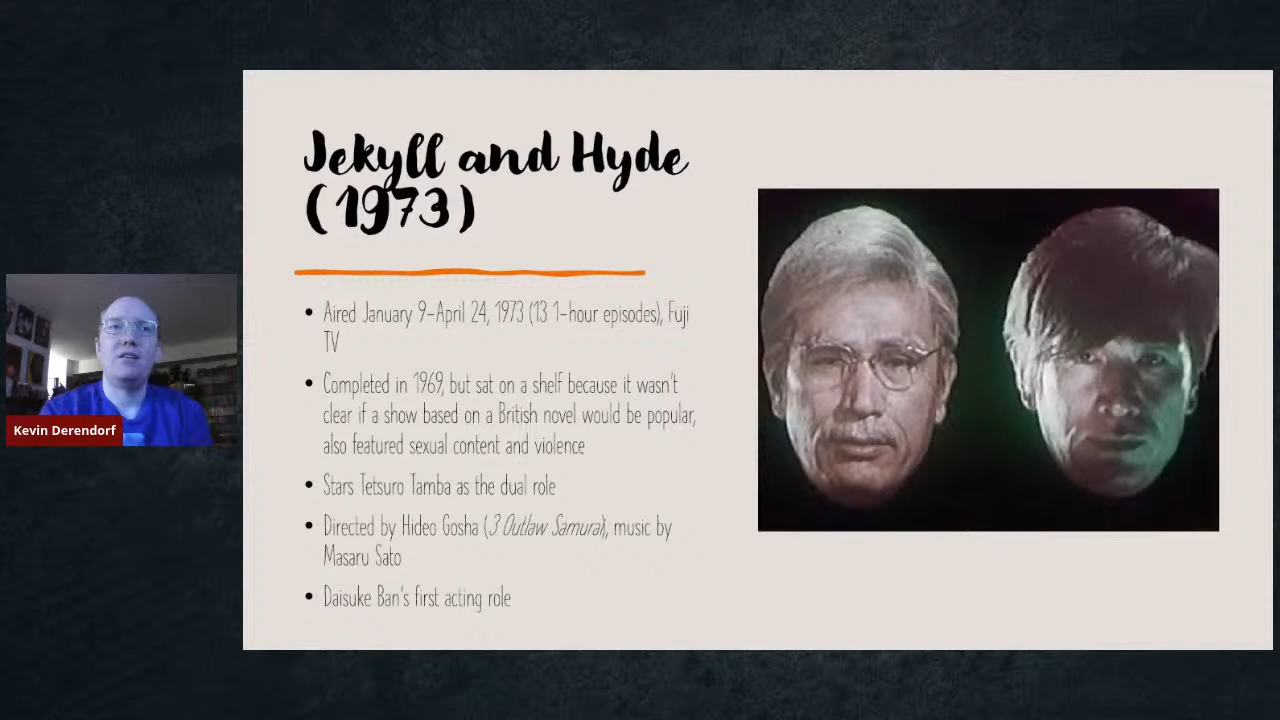 Jekyll and Hyde
(1973)
• Aired January 9-April 24, 1973 (13 1-hour episodes), Fuji
TV
• Completed in 1969, but sat on a shelf because it wasn't
clear if a show based on a British novel would be popular,
also featured sexual content and violence
• Stars Tetsuro Tamba as the dual role
• Directed by Hideo Gosha (3 Outlaw Samurai), music by
Masaru Sato
• Daisuke Ban's first acting role
Kevin Derendorf